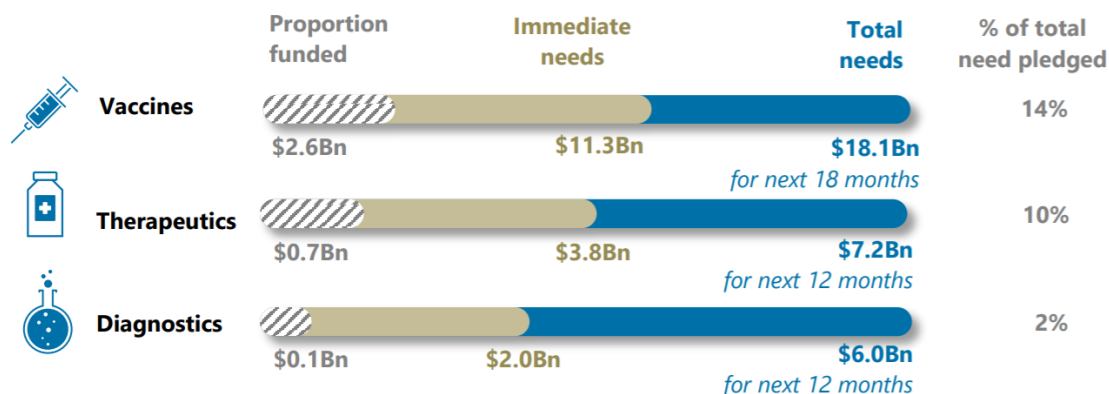 Proportion funded Immediate needs Total needs % of total need pledged
Vaccines 14%
$2.6Bn $11.3Bn $18.1Bn
for next 18 months
Therapeutics 10%
$0.7Bn $3.8Bn $7.2Bn
for next 12 months
Diagnostics 2%
$0.1Bn $2.0Bn $6.0Bn
for next 12 months